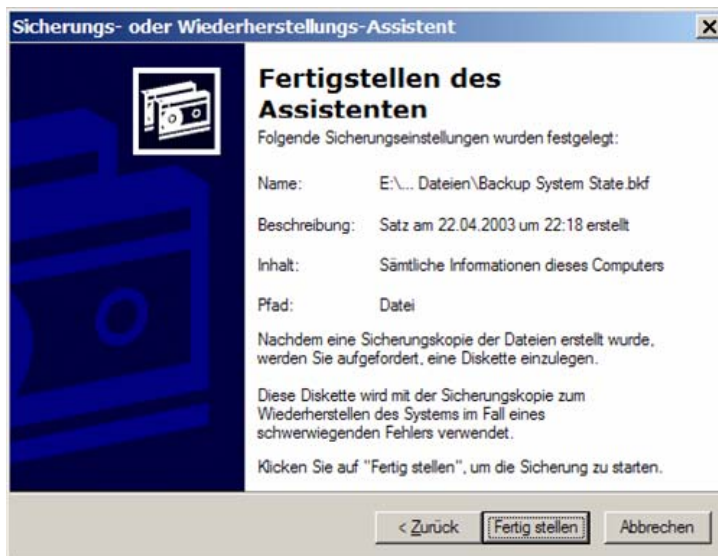 Sicherungs- oder Wiederherstellungs-Assistent
Fertigstellen des
Assistenten
Folgende Sicherungseinstellungen wurden festgelegt:
Name: E:\... Dateien\Backup System State.bkf
Beschreibung: Satz am 22.04.2003 um 22:18 erstellt
Inhalt: Sämtliche Informationen dieses Computers
Pfad: Datei
Nachdem eine Sicherungskopie der Dateien erstellt wurde,
werden Sie aufgefordert, eine Diskette einzulegen.
Diese Diskette wird mit der Sicherungskopie zum
Wiederherstellen des Systems im Fall eines
schwerwiegenden Fehlers verwendet.
Klicken Sie auf "Fertig stellen", um die Sicherung zu starten.
< Zurück Fertig stellen Abbrechen